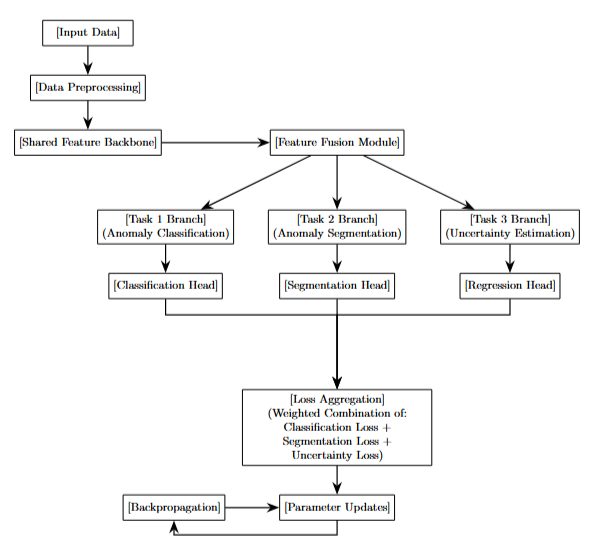 [Input Data]
[Data Preprocessing]
[Shared Feature Backbone]
[Feature Fusion Module]
[Task 1 Branch]
(Anomaly Classification)
[Task 2 Branch]
(Anomaly Segmentation)
[Task 3 Branch]
(Uncertainty Estimation)
[Classification Head]
[Segmentation Head]
[Regression Head]
[Loss Aggregation]
(Weighted Combination of:
Classification Loss +
Segmentation Loss +
Uncertainty Loss)
[Backpropagation]
[Parameter Updates]